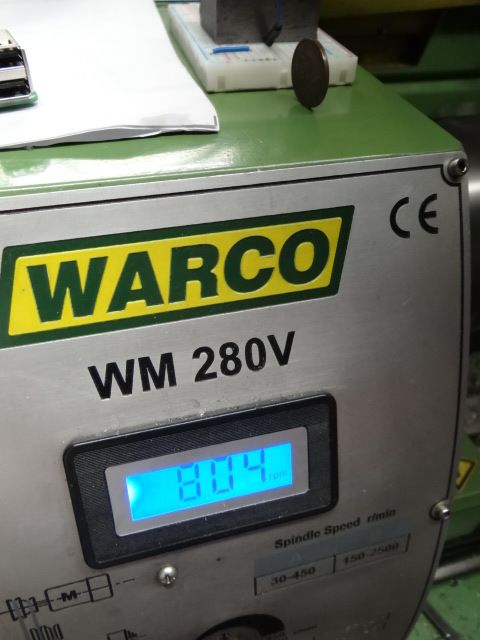 CE
WARCO
WM 280V
804 rpm
Spindle Speed r/min
30-450 150-2500
M